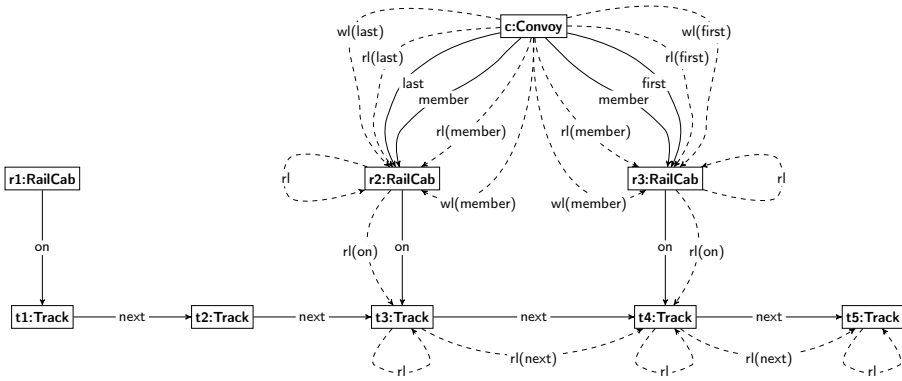 c:Convoy
wl(last)
wl(first)
rl(last)
rl(first)
last
first
member
member
rl(member)
rl(member)
r1:RailCab
r2:RailCab
r3:RailCab
rl
rl
wl(member)
wl(member)
on
rl(on)
on
on
rl(on)
t1:Track
next
t2:Track
next
t3:Track
next
t4:Track
next
t5:Track
rl(next)
rl(next)
rl
rl
rl